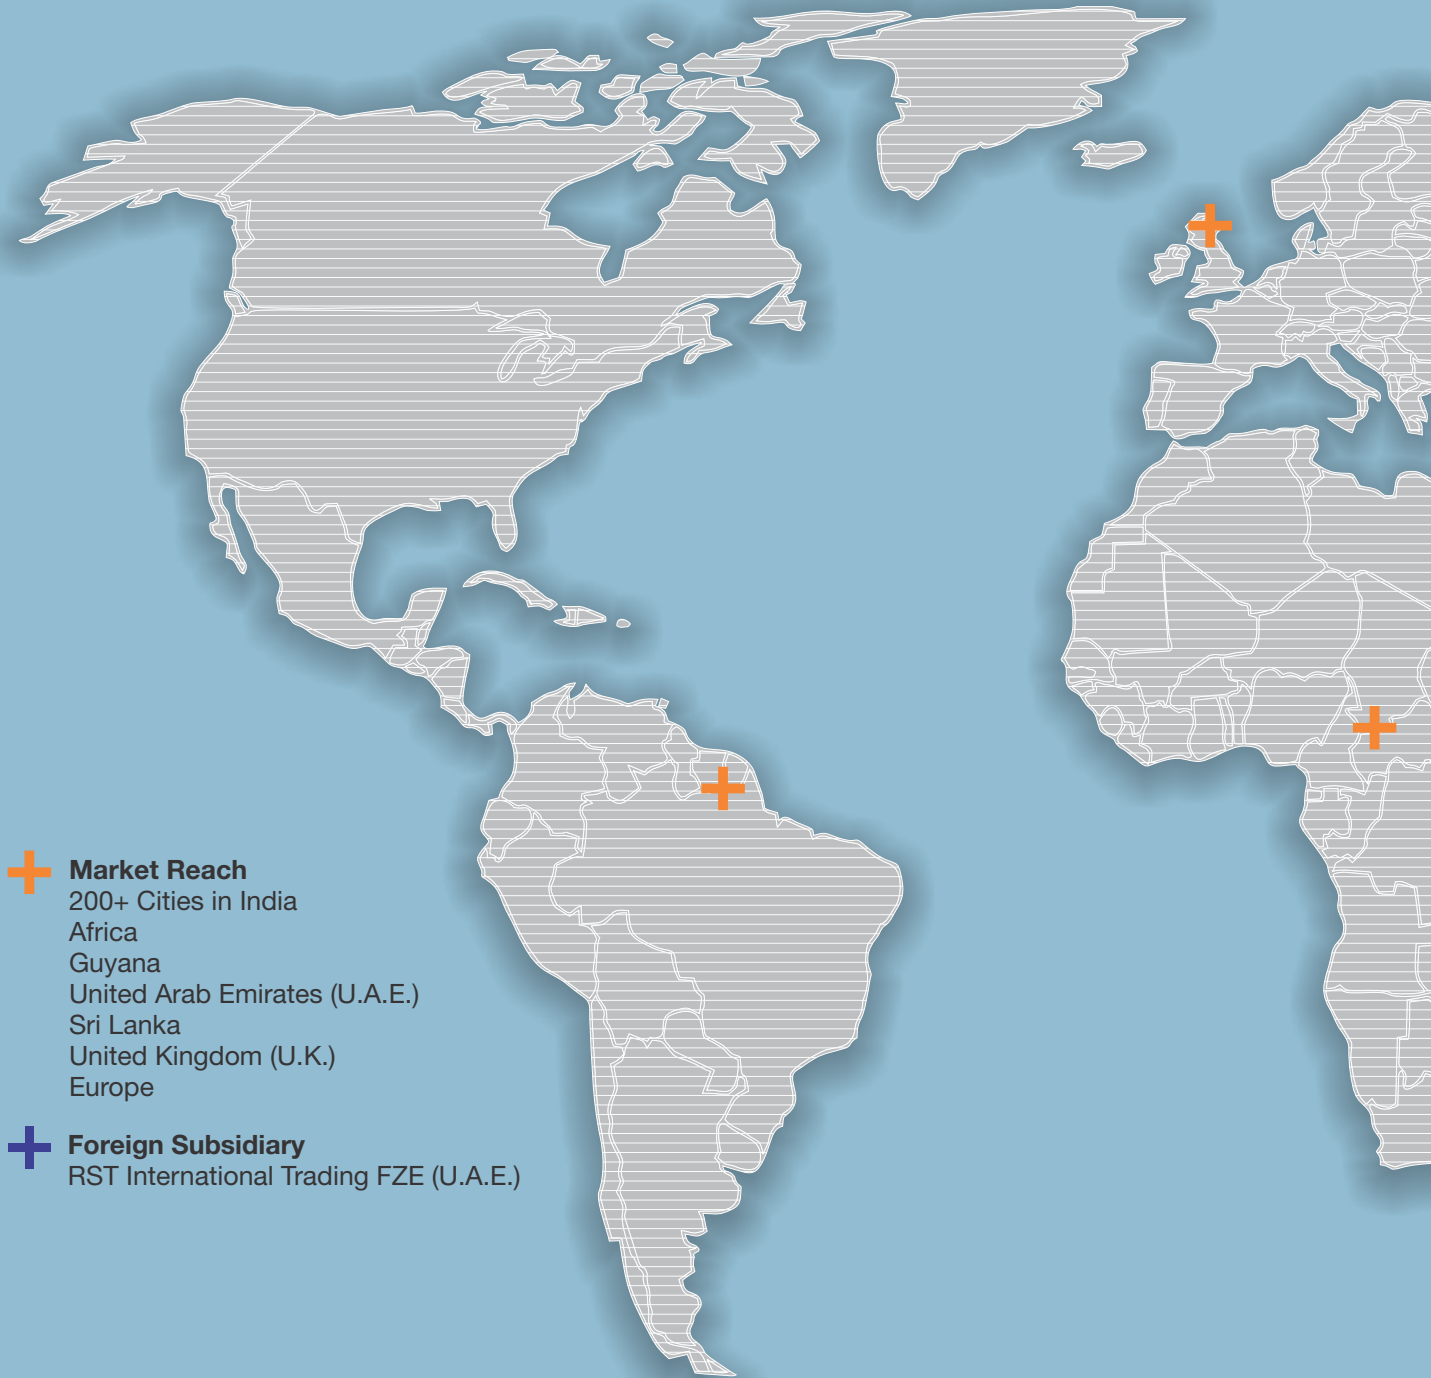 Market Reach
200+ Cities in India
Africa
Guyana
United Arab Emirates (U.A.E.)
Sri Lanka
United Kingdom (U.K.)
Europe
Foreign Subsidiary
RST International Trading FZE (U.A.E.)